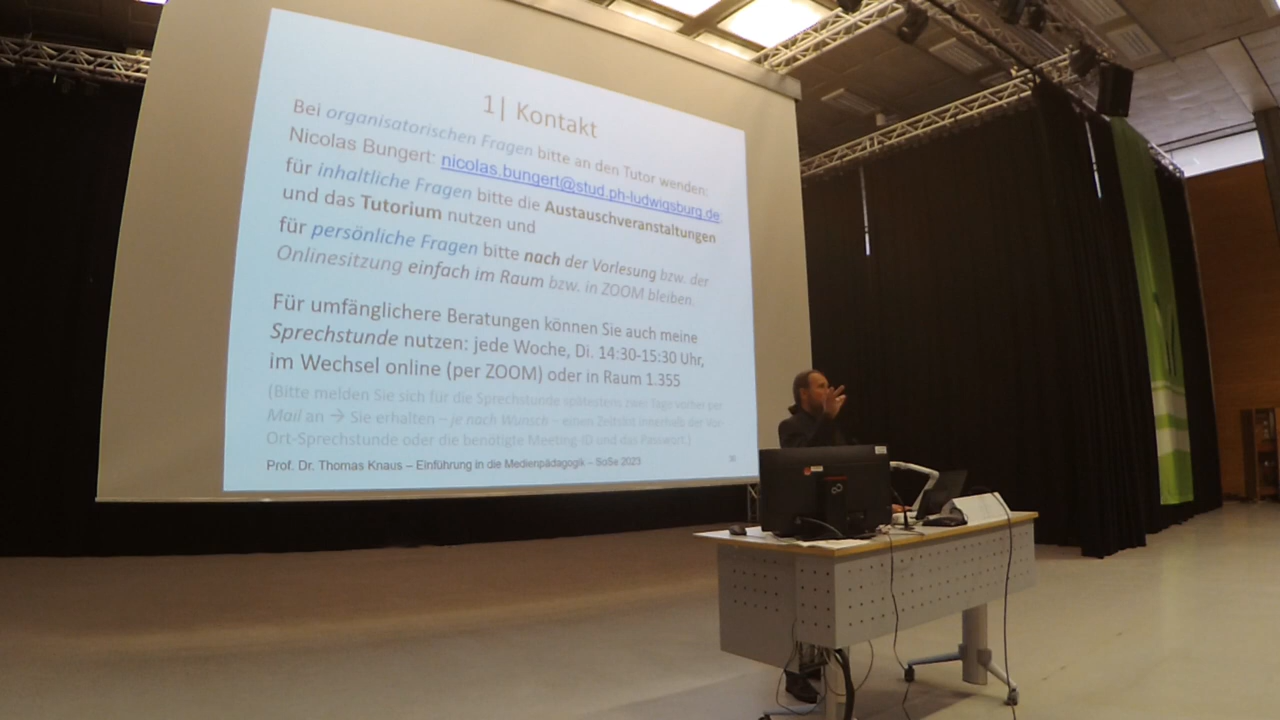 1| Kontakt
Bei organisatorischen Fragen bitte an den Tutor wenden:
Nicolas Bungert: nicolas.bungert@stud.ph-ludwigsburg.de;
für inhaltliche Fragen bitte die Austauschveranstaltungen
und das Tutorium nutzen und
für persönliche Fragen bitte nach der Vorlesung bzw. der
Onlinesitzung einfach im Raum bzw. in ZOOM bleiben.
Für umfänglichere Beratungen können Sie auch meine
Sprechstunde nutzen: jede Woche, Di. 14:30-15:30 Uhr,
im Wechsel online (per ZOOM) oder in Raum 1.355
(Bitte melden Sie sich für die Sprechstunde spätestens zwei Tage vorher per
Mail an → Sie erhalten – je nach Wunsch – einen Zeitslot innerhalb der Vor-
Ort-Sprechstunde oder die benötigte Meeting-ID und das Passwort.)
Prof. Dr. Thomas Knaus – Einführung in die Medienpädagogik – SoSe 2023